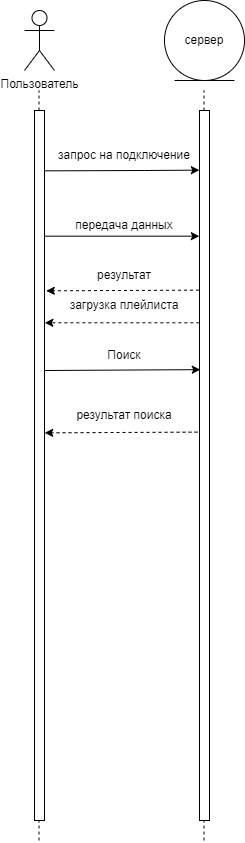 сервер
Пользователь
запрос на подключение
передача данных
результат
загрузка плейлиста
Поиск
результат поиска